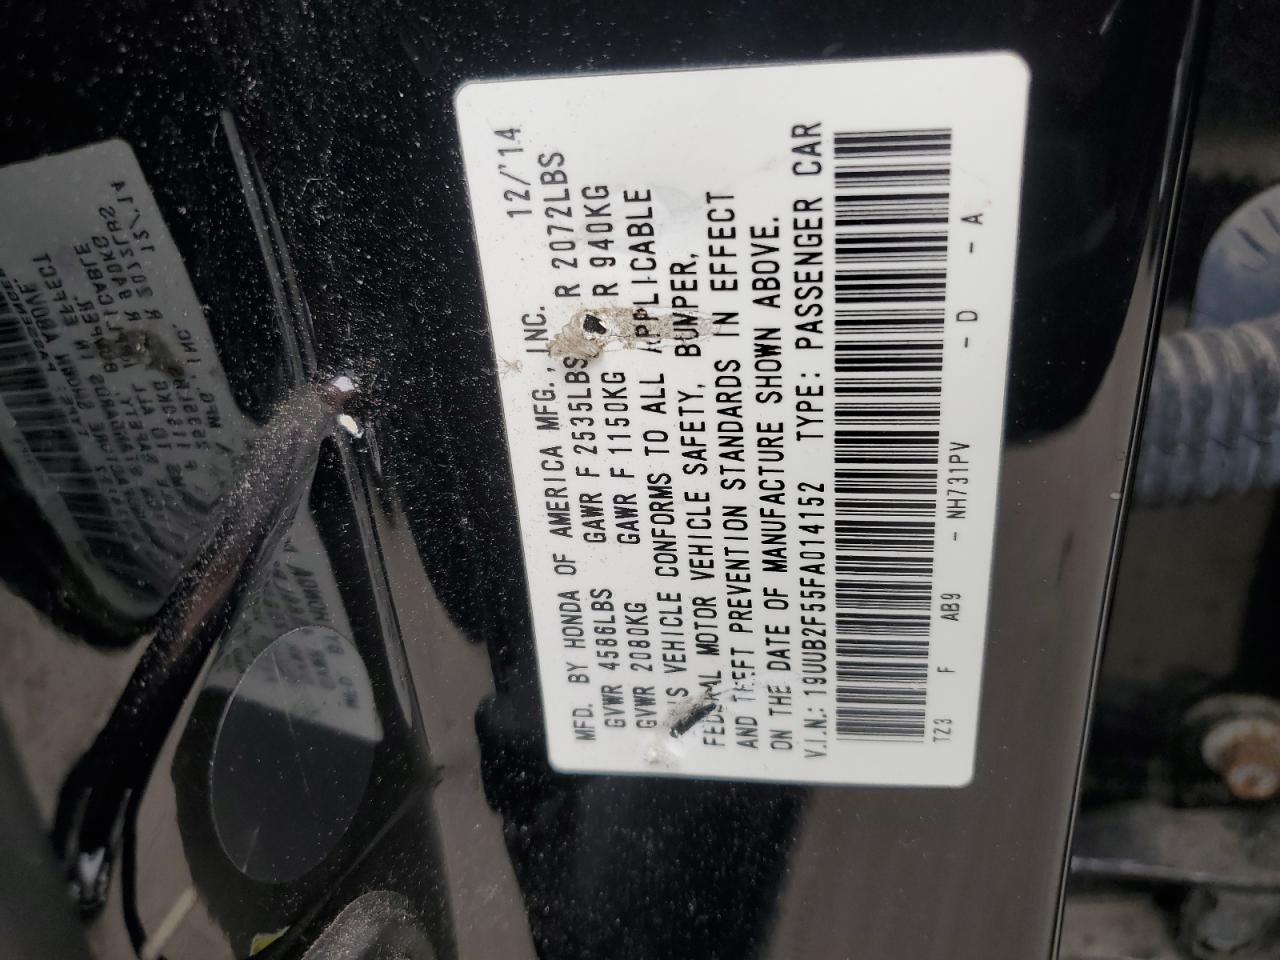 MFD. BY HONDA OF AMERICA MFG., INC. 12/'14
GVWR 4586LBS GAWR F 2535LBS R 2072LBS
GVWR 2080KG GAWR F 1150KG R 940KG
VEHICLE CONFORMS TO ALL APPLICABLE
FEDERAL MOTOR VEHICLE SAFETY, BUMPER,
AND THEFT PREVENTION STANDARDS IN EFFECT
ON THE DATE OF MANUFACTURE SHOWN ABOVE.
V.I.N.: 19UUB2F55FA014152 TYPE: PASSENGER CAR
TZ3 F AB9 - NH731PV - D - A